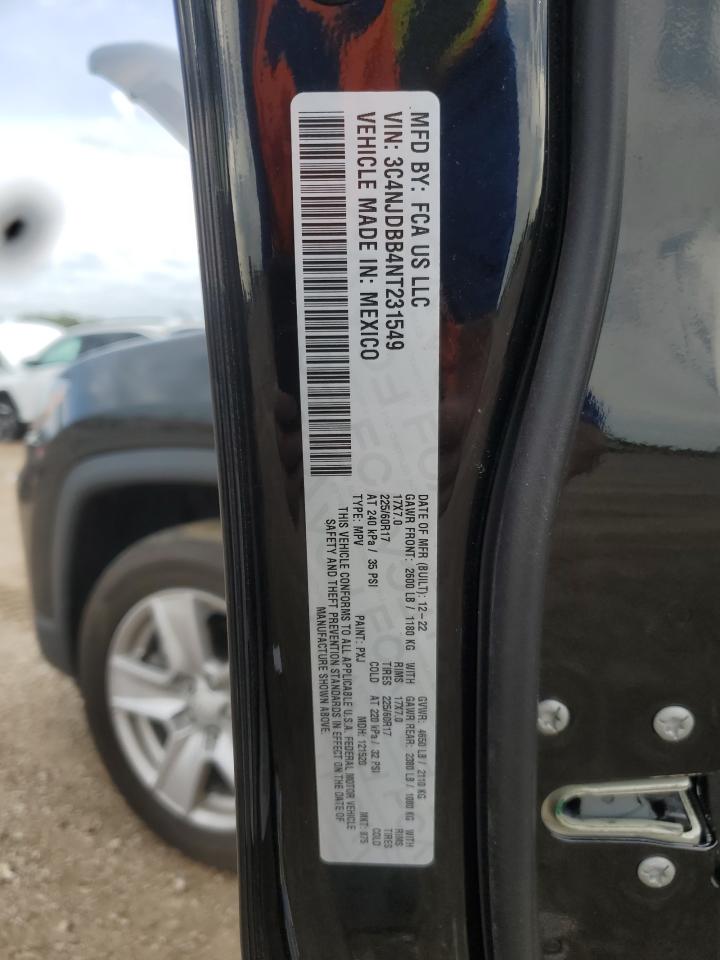 MFD BY: FCA US LLC
VIN: 3C4NJDBB4NT231549
VEHICLE MADE IN: MEXICO
DATE OF MFR (BUILT): 12-22 GVWR: 4650 LB / 2110 KG
GAWR FRONT: 2600 LB / 1180 KG WITH GAWR REAR: 2380 LB / 1080 KG WITH
17X7.0 RIMS 17X7.0 RIMS
225/60R17 TIRES 225/60R17 TIRES
AT 240 kPa / 35 PSI COLD AT 220 kPa / 32 PSI COLD
TYPE: MPV PAINT: PXJ MDH: 121520 MKT: 875
THIS VEHICLE CONFORMS TO ALL APPLICABLE U.S.A. FEDERAL MOTOR VEHICLE
SAFETY AND THEFT PREVENTION STANDARDS IN EFFECT ON THE DATE OF
MANUFACTURE SHOWN ABOVE.